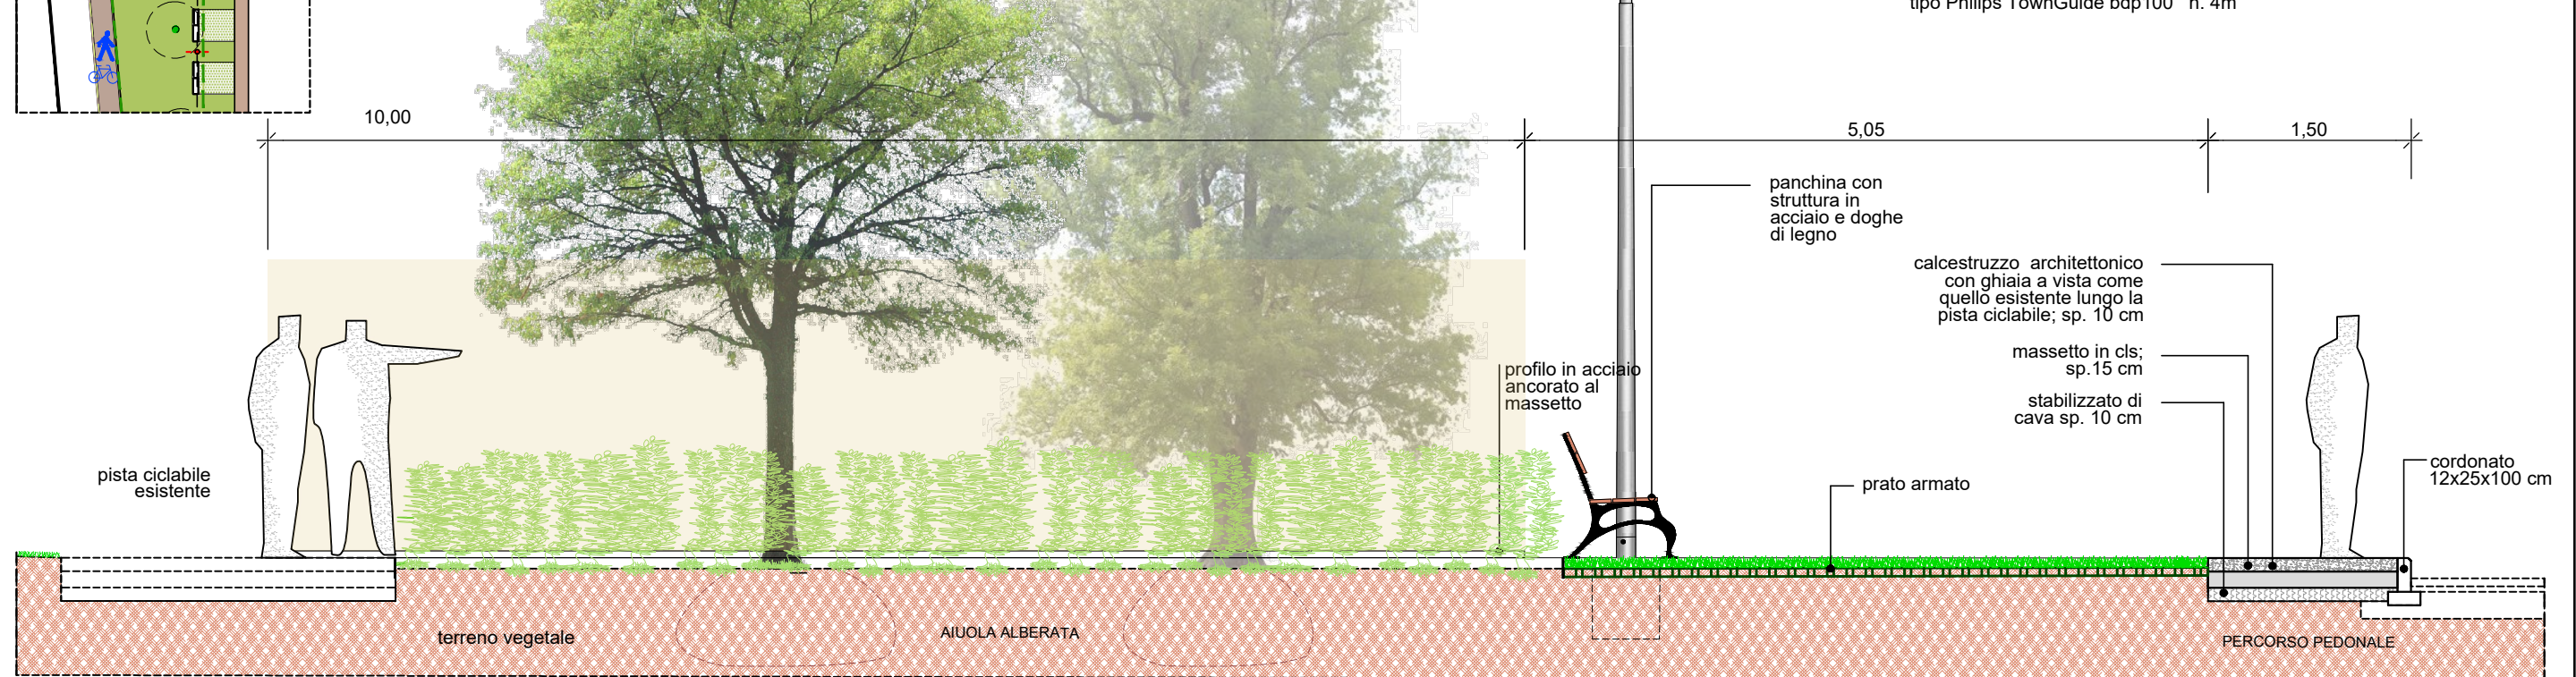 tipo Philips TownGuide bdp100 h. 4m
10,00
5,05
1,50
panchina con
struttura in
acciaio e doghe
di legno
calcestruzzo architettonico
con ghiaia a vista come
quello esistente lungo la
pista ciclabile; sp. 10 cm
massetto in cls;
sp.15 cm
profilo in acciaio
ancorato al
massetto
stabilizzato di
cava sp. 10 cm
pista ciclabile
esistente
prato armato
cordonato
12x25x100 cm
terreno vegetale
AIUOLA ALBERATA
PERCORSO PEDONALE